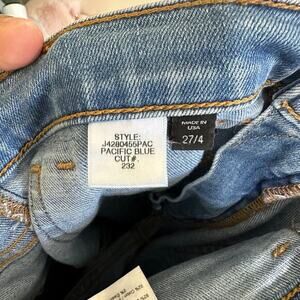 STYLE:
J4280455PAC
PACIFIC BLUE
CUT#.
232
MADE IN
USA
27/4